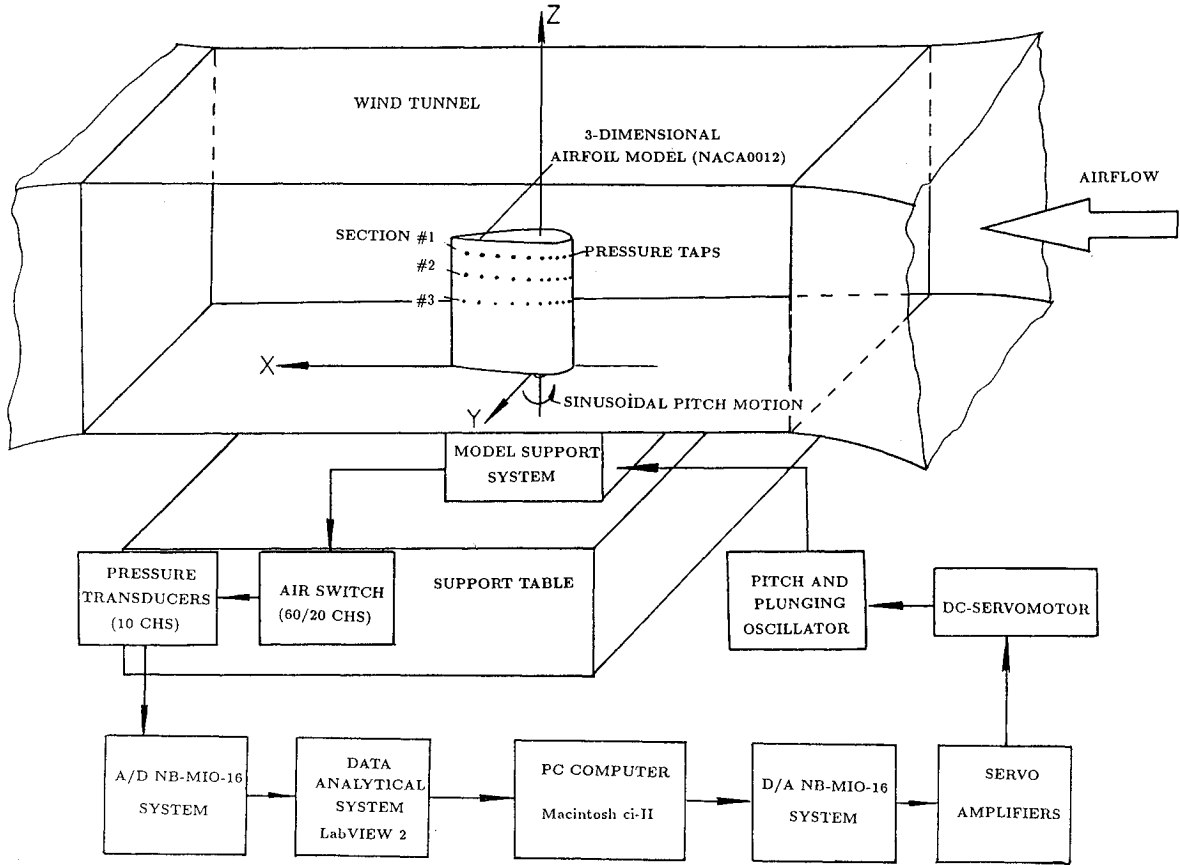 Z
WIND TUNNEL
3-DIMENSIONAL
AIRFOIL MODEL (NACA0012)
AIRFLOW
SECTION #1
PRESSURE TAPS
#2
#3
X
Y
SINUSOİDAL PITCH MOTION
MODEL SUPPORT
SYSTEM
PRESSURE
TRANSDUCERS
(10 CHS)
AIR SWITCH
(60/20 CHS)
SUPPORT TABLE
PITCH AND
PLUNGING
OSCILLATOR
DC-SERVOMOTOR
A/D NB-MIO-16
SYSTEM
DATA
ANALYTICAL
SYSTEM
LabVIEW 2
PC COMPUTER
Macintosh ci-II
D/A NB-MIO-16
SYSTEM
SERVO
AMPLIFIERS